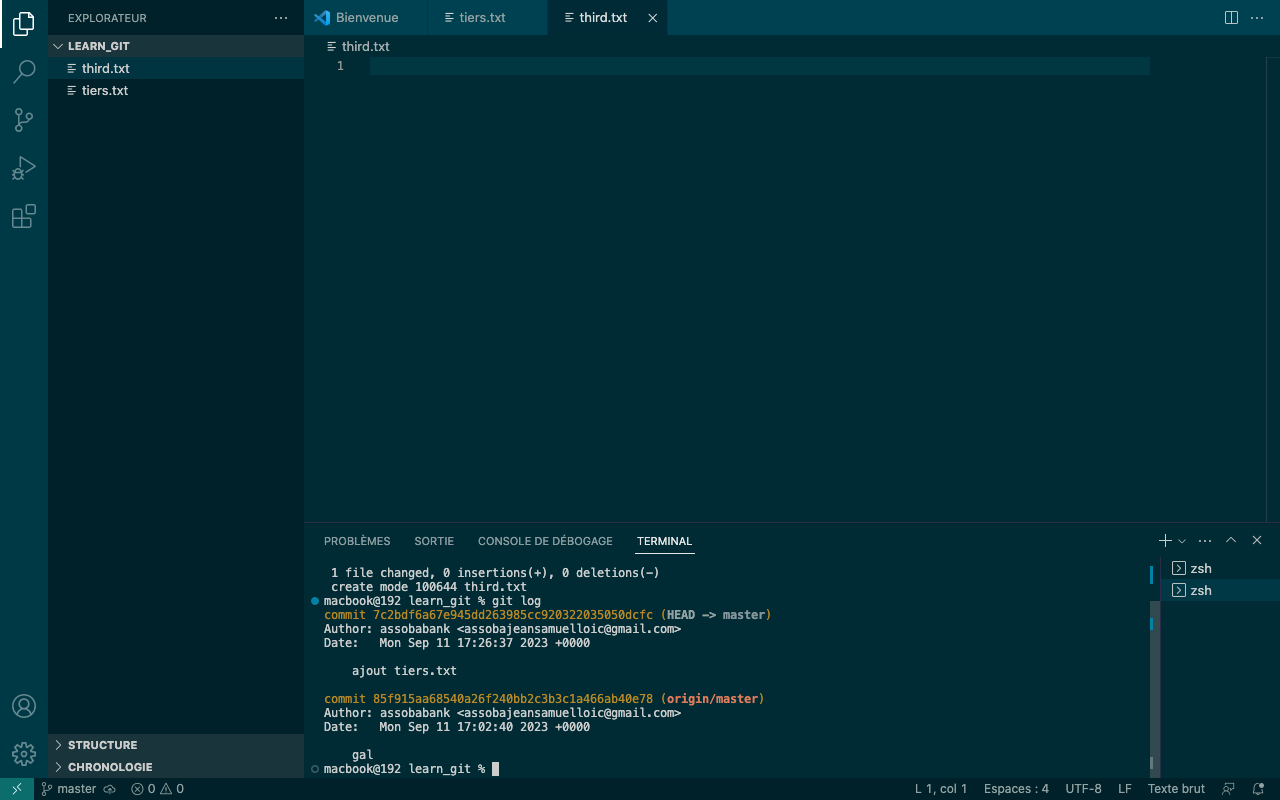 EXPLORATEUR
LEARN_GIT
third.txt
tiers.txt
STRUCTURE
CHRONOLOGIE
Bienvenue
tiers.txt
third.txt
third.txt
1
PROBLÈMES SORTIE CONSOLE DE DÉBOGAGE TERMINAL
1 file changed, 0 insertions(+), 0 deletions(-)
create mode 100644 third.txt
macbook@192 learn_git % git log
commit 7c2bdf6a67e945dd263985cc920322035050dcfc (HEAD -> master)
Author: assobabank <assobajeansamuelloic@gmail.com>
Date: Mon Sep 11 17:26:37 2023 +0000
ajout tiers.txt
commit 85f915aa68540a26f240bb2c3b3c1a466ab40e78 (origin/master)
Author: assobabank <assobajeansamuelloic@gmail.com>
Date: Mon Sep 11 17:02:40 2023 +0000
gal
macbook@192 learn_git %
zsh
zsh
master 0 0 L 1, col 1 Espaces : 4 UTF-8 LF Texte brut